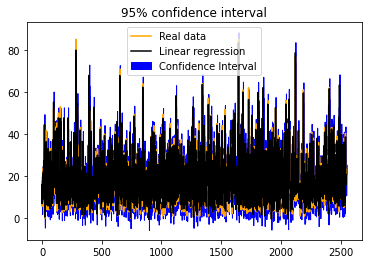 95% confidence interval
Real data
Linear regression
Confidence Interval
80
60
40
20
0
0
500
1000
1500
2000
2500